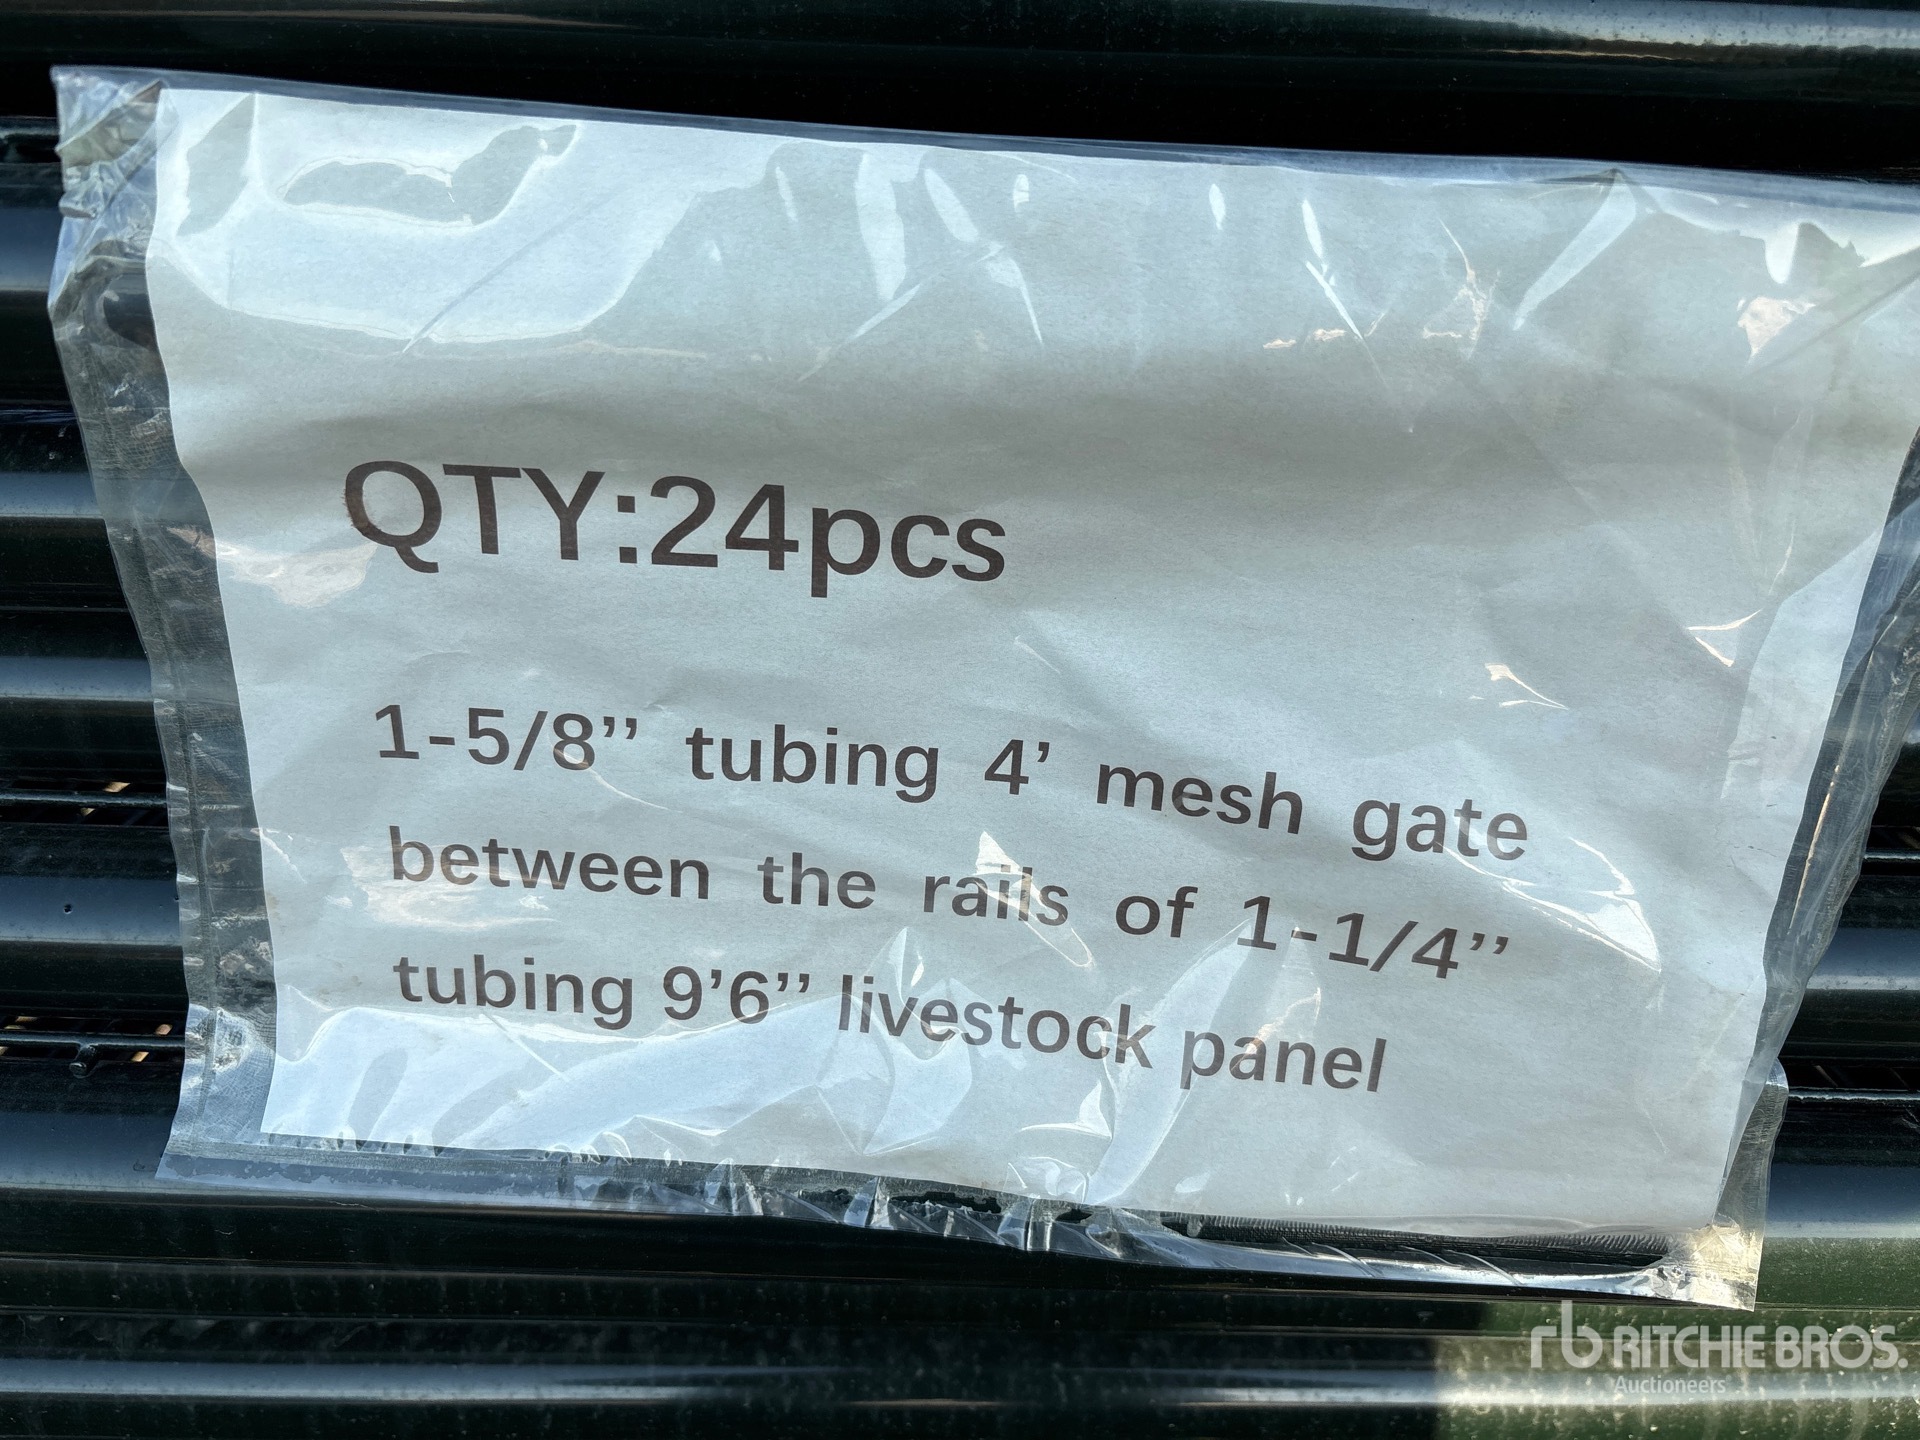 QTY:24pcs
1-5/8’’ tubing 4’ mesh gate
between the rails of 1-1/4’’
tubing 9’6’’ livestock panel
rb RITCHIE BROS.
Auctioneers